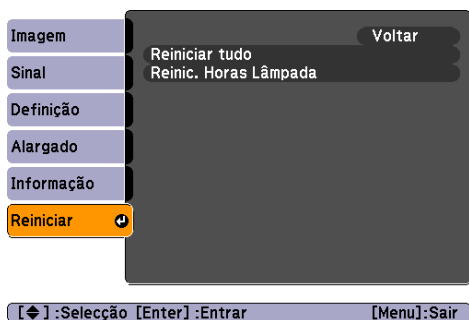 Imagem
Sinal
Definição
Alargado
Informação
Reiniciar
Voltar
Reiniciar tudo
Reinic. Horas Lâmpada
[ ] :Selecção [Enter] :Entrar [Menu]:Sair